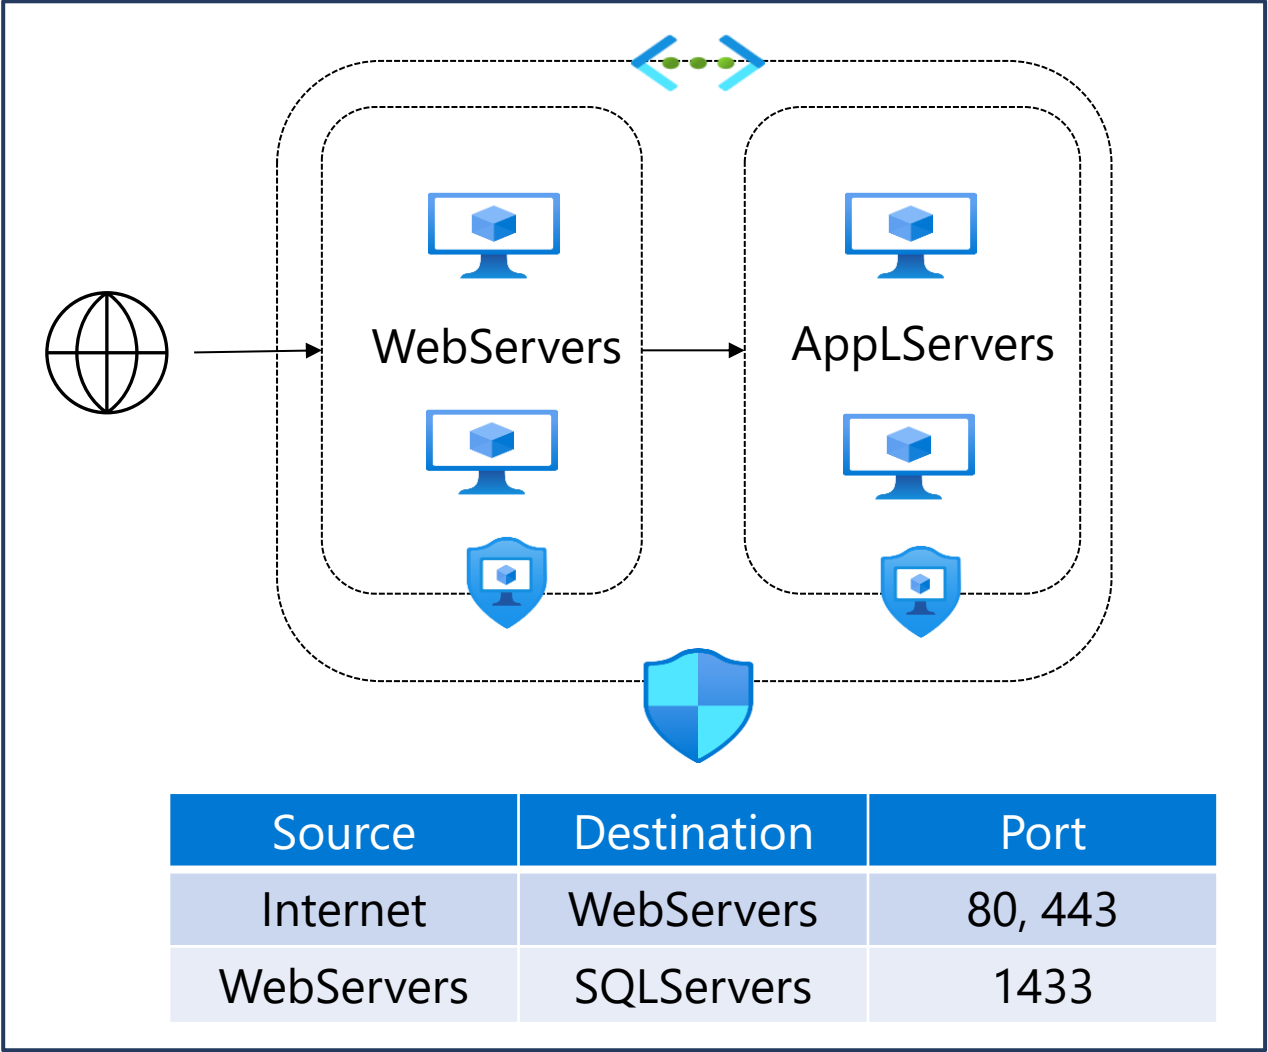 WebServers
AppLServers
Source Destination Port
Internet WebServers 80, 443
WebServers SQLServers 1433